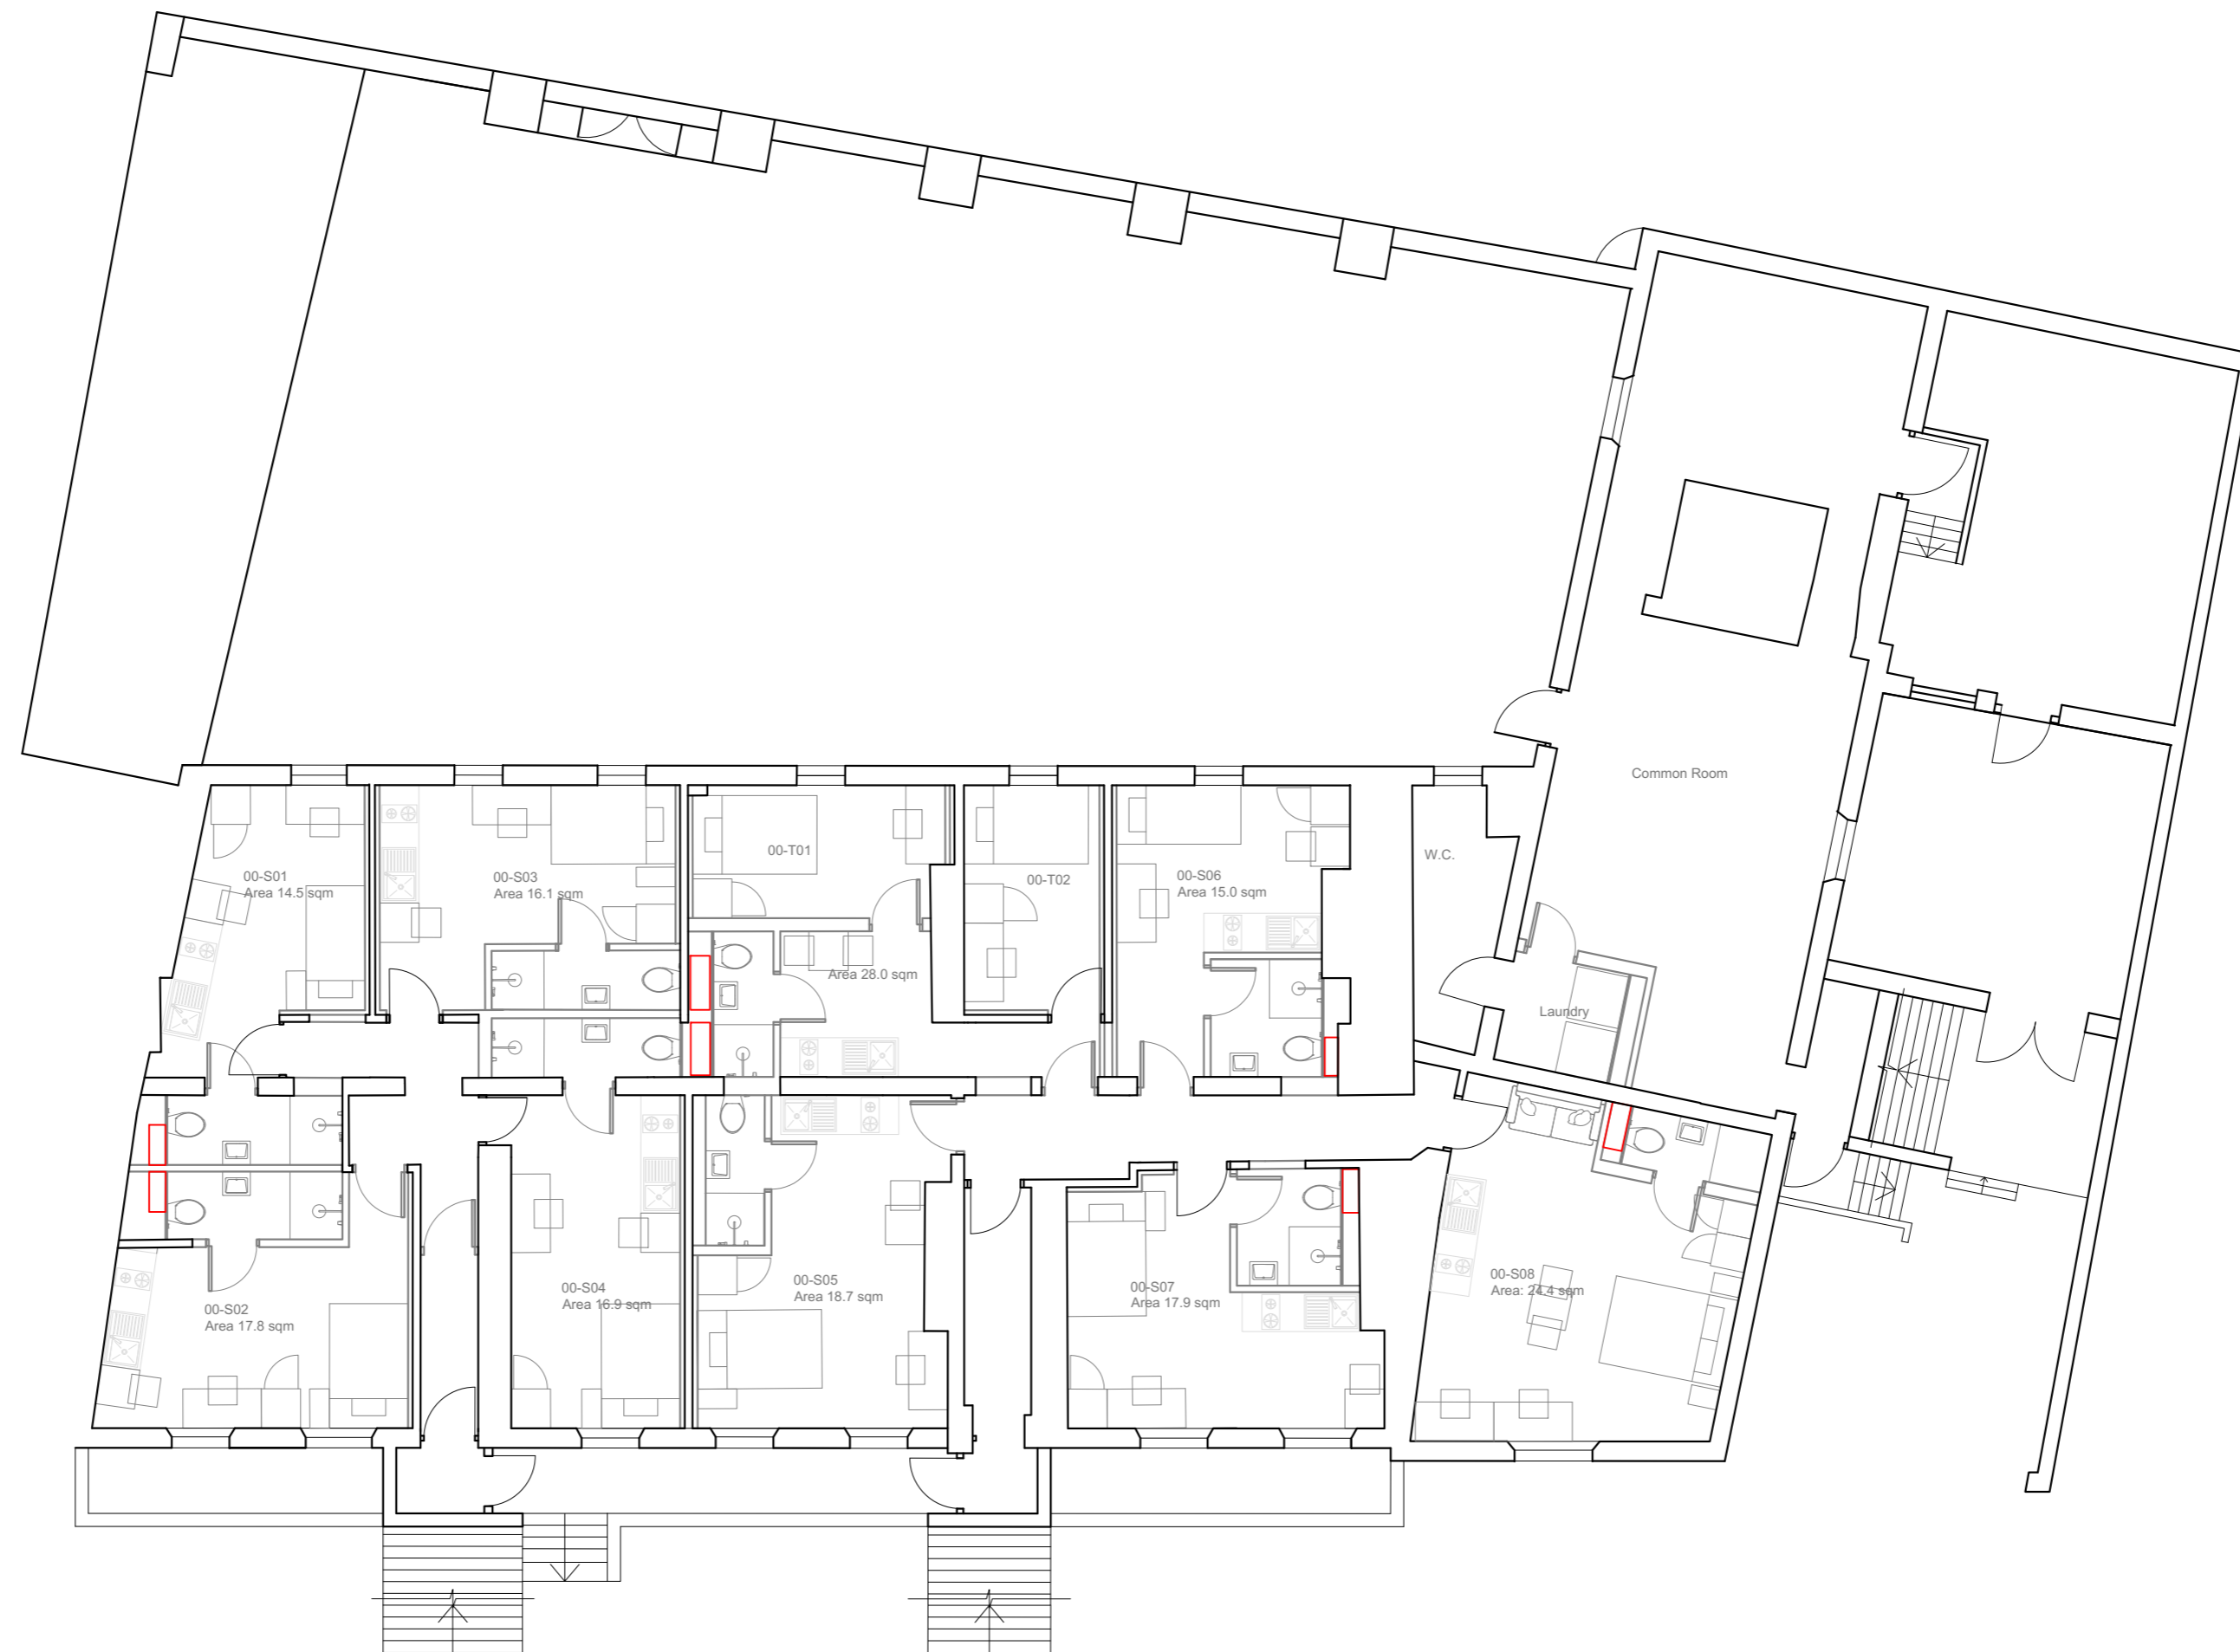 Common Room
00-T01
W.C.
00-S01
Area 14.5 sqm
00-S03
Area 16.1 sqm
00-T02
00-S06
Area 15.0 sqm
Area 28.0 sqm
Laundry
00-S02
Area 17.8 sqm
00-S04
Area 16.9 sqm
00-S05
Area 18.7 sqm
00-S07
Area 17.9 sqm
00-S08
Area: 24.4 sqm